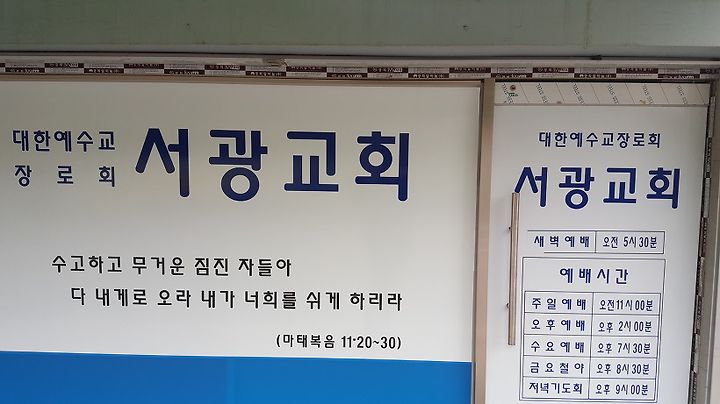 대한예수교
장로회
서광교회
수고하고 무거운 짐진 자들아
다 내게로 오라 내가 너희를 쉬게 하리라
(마태복음 11·20~30)
대한예수교장로회
서광교회
새벽예배 오전 5시 30분
예배시간
주일예배 오전11시 00분
오후예배 오후 2시 00분
수요예배 오후 7시 30분
금요철야 오후 8시 30분
저녁기도회 오후 9시 00분